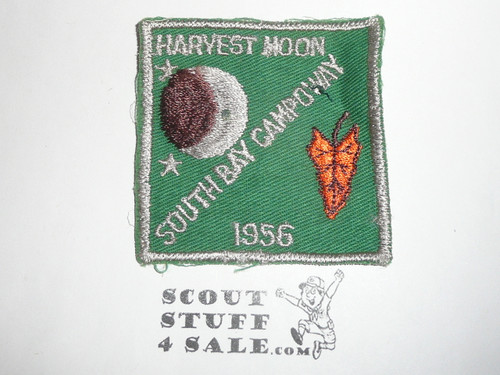 HARVEST MOON
SOUTH BAY CAMPOWAY
1956
SCOUT
STUFF
4 SALE.COM